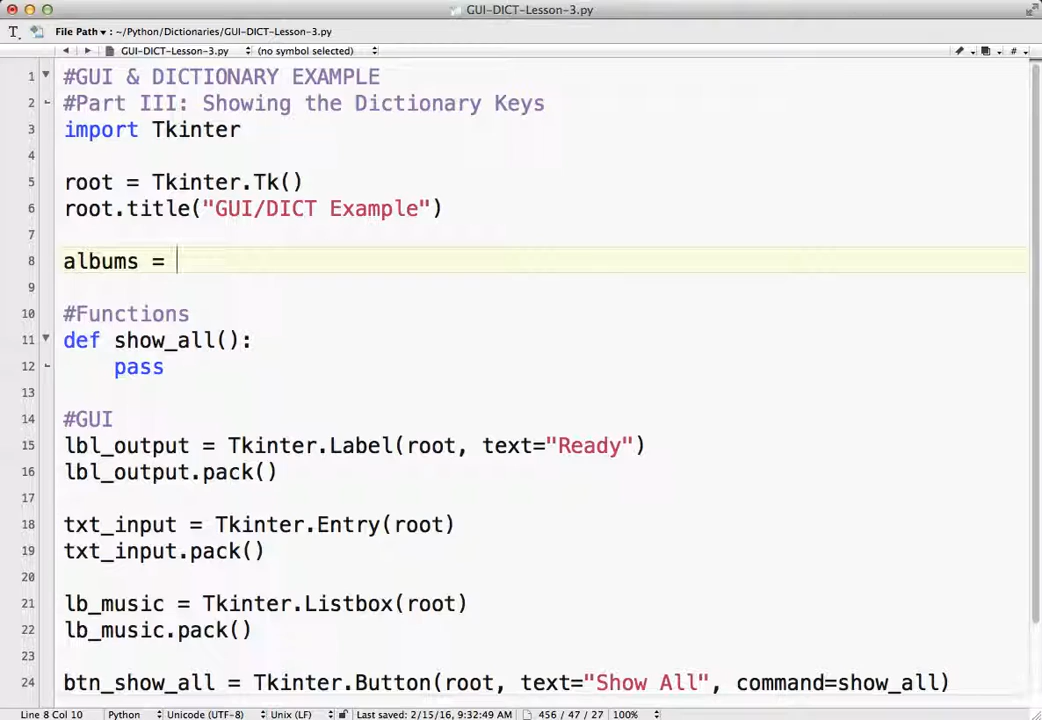 GUI-DICT-Lesson-3.py
File Path ▾ : ~/Python/Dictionaries/GUI-DICT-Lesson-3.py
GUI-DICT-Lesson-3.py (no symbol selected) #
1 #GUI & DICTIONARY EXAMPLE
2 #Part III: Showing the Dictionary Keys
3 import Tkinter
4
5 root = Tkinter.Tk()
6 root.title("GUI/DICT Example")
7
8 albums =
9
10 #Functions
11 def show_all():
12     pass
13
14 #GUI
15 lbl_output = Tkinter.Label(root, text="Ready")
16 lbl_output.pack()
17
18 txt_input = Tkinter.Entry(root)
19 txt_input.pack()
20
21 lb_music = Tkinter.Listbox(root)
22 lb_music.pack()
23
24 btn_show_all = Tkinter.Button(root, text="Show All", command=show_all)
Line 8 Col 10 Python Unicode (UTF-8) Unix (LF) Last saved: 2/15/16, 9:32:49 AM 456 / 47 / 27 100%